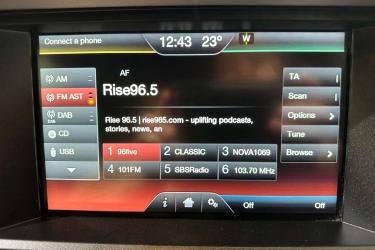 Connect a phone 12:43 23° W
AM
FM AST
DAB
DAB
CD
USB
AF
Rise96.5
Rise 96.5 | rise965.com - uplifting podcasts,
stories, news, an
1 96five 2 CLASSIC 3 NOVA1069
4 101FM 5 SBSRadio 6 103.70 MHz
TA
Scan
Options >
Tune
Browse >
i Off Off